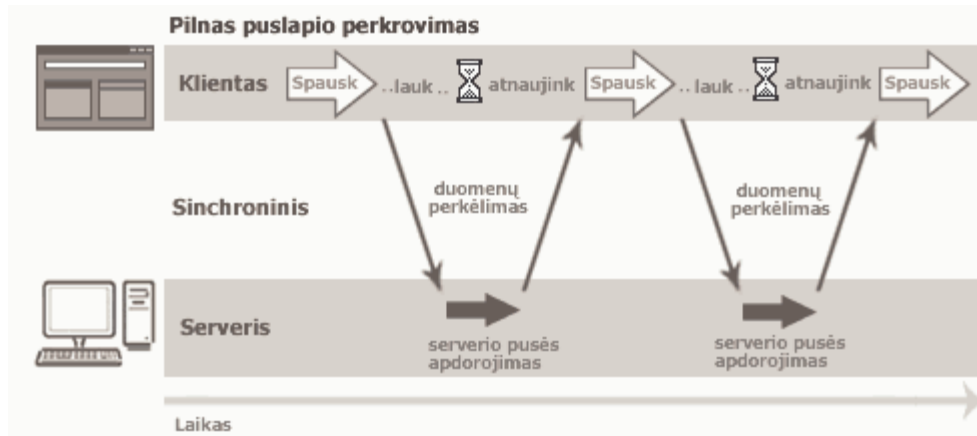 Pilnas puslapio perkrovimas
Klientas Spausk ..lauk .. atnaujink Spausk ..lauk .. atnaujink Spausk
duomenų
perkėlimas
duomenų
perkėlimas
Sinchroninis
Serveris
serverio pusės
apdorojimas
serverio pusės
apdorojimas
Laikas